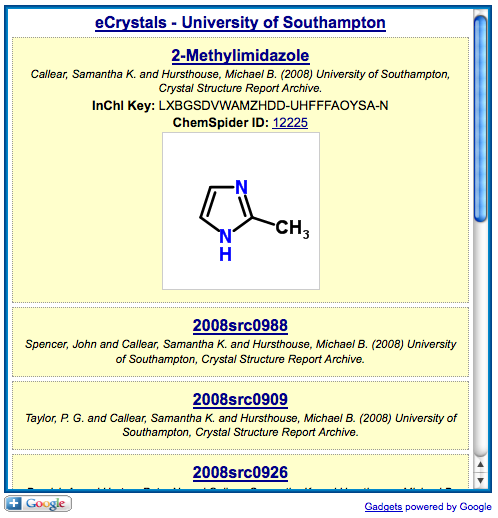 eCrystals - University of Southampton
2-Methylimidazole
Callear, Samantha K. and Hursthouse, Michael B. (2008) University of Southampton,
Crystal Structure Report Archive.
InChI Key: LXBGSDVWAMZHDD-UHFFFAOYSA-N
ChemSpider ID: 12225
N
CH3
N
H
2008src0988
Spencer, John and Callear, Samantha K. and Hursthouse, Michael B. (2008) University
of Southampton, Crystal Structure Report Archive.
2008src0909
Taylor, P. G. and Callear, Samantha K. and Hursthouse, Michael B. (2008) University of
Southampton, Crystal Structure Report Archive.
2008src0926
Google
Gadgets powered by Google